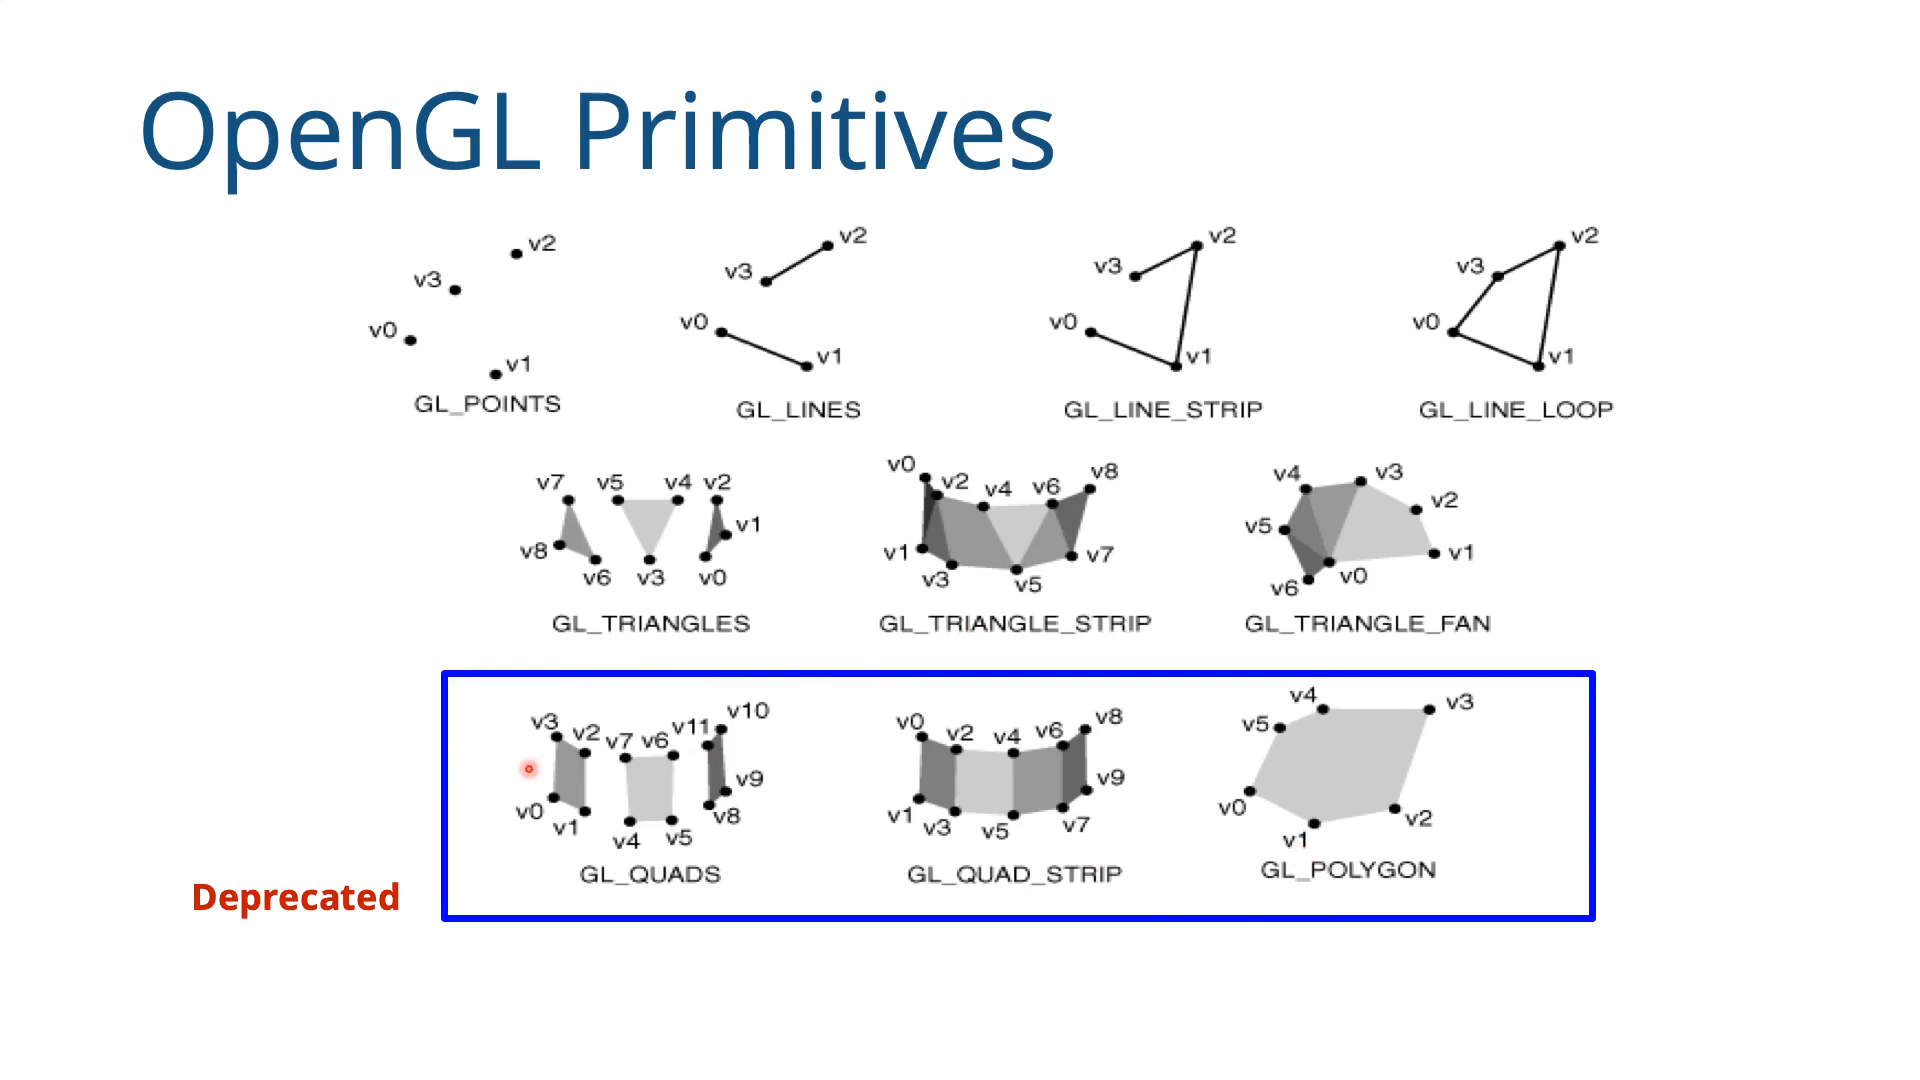 OpenGL Primitives
v2
v3
v0
v1
GL_POINTS
v2
v3
v0
v1
GL_LINES
v2
v3
v0
v1
GL_LINE_STRIP
v2
v3
v0
v1
GL_LINE_LOOP
v7 v5 v4 v2
v1
v8
v6 v3 v0
GL_TRIANGLES
v0
v2 v4 v6 v8
v1
v3 v5 v7
GL_TRIANGLE_STRIP
v4 v3
v2
v5
v1
v6 v0
GL_TRIANGLE_FAN
v3 v2 v7 v6 v11 v10
v9
v0 v1 v4 v5 v8
GL_QUADS
v0 v2 v4 v6 v8
v9
v1 v3 v5 v7
GL_QUAD_STRIP
v4 v3
v5
v0
v1 v2
GL_POLYGON
Deprecated